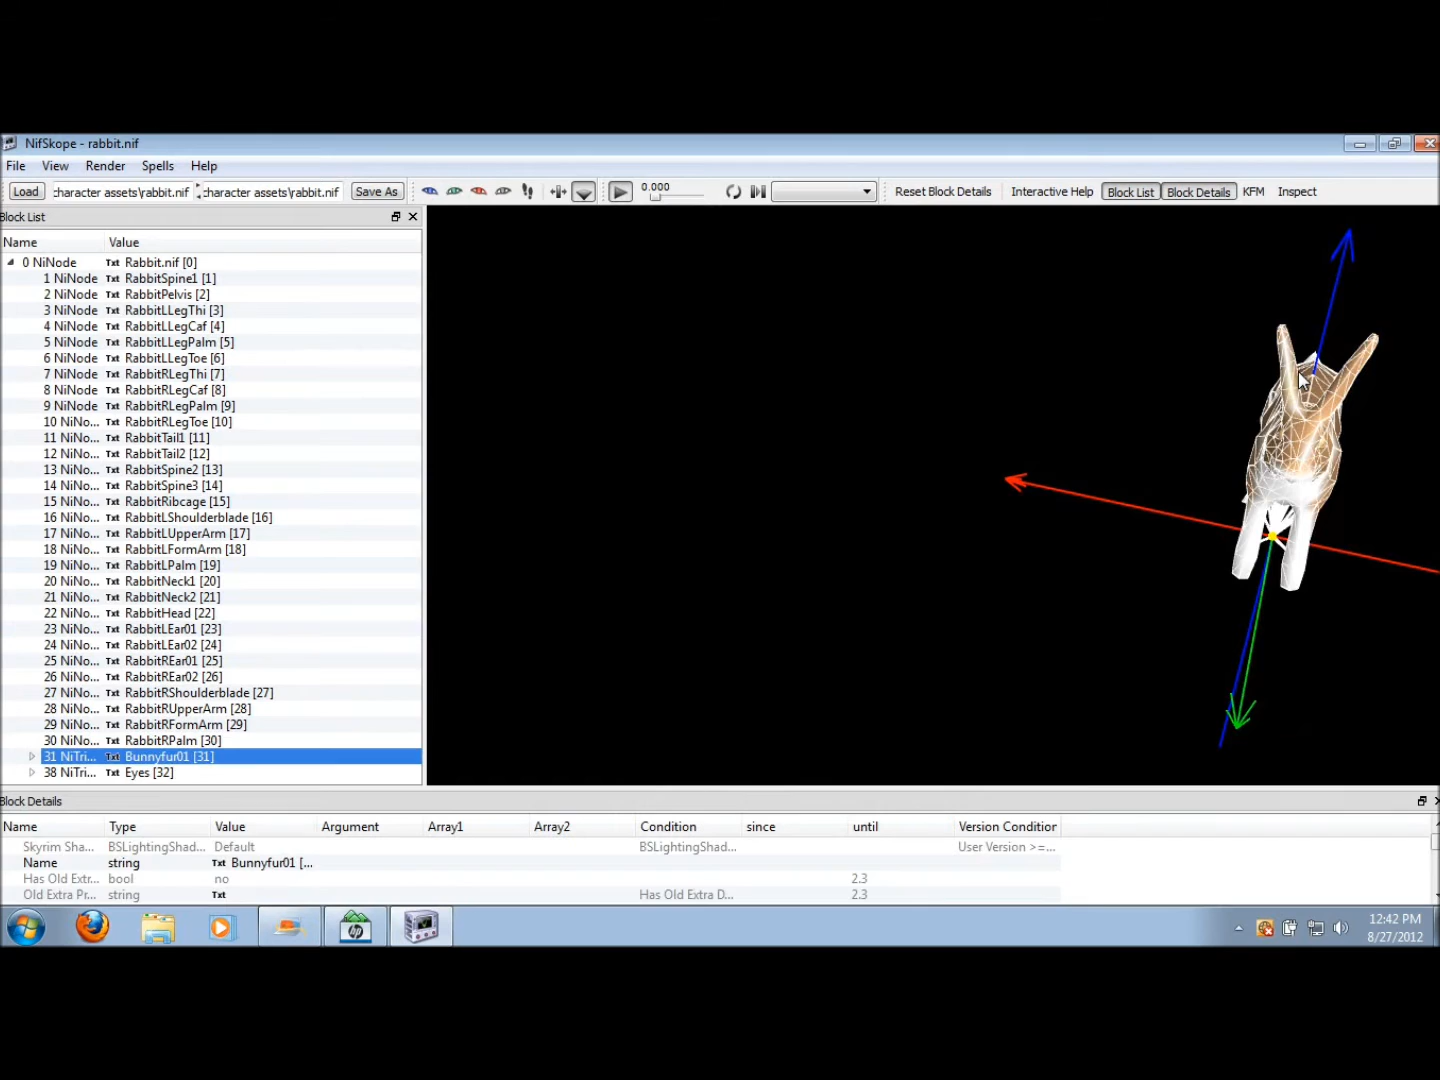 NifSkope - rabbit.nif
File View Render Spells Help
Load character assets\rabbit.nif character assets\rabbit.nif Save As 0.000 Reset Block Details Interactive Help Block List Block Details KFM Inspect
Block List
Name Value
0 NiNode Txt Rabbit.nif [0]
1 NiNode Txt RabbitSpine1 [1]
2 NiNode Txt RabbitPelvis [2]
3 NiNode Txt RabbitLLegThi [3]
4 NiNode Txt RabbitLLegCaf [4]
5 NiNode Txt RabbitLLegPalm [5]
6 NiNode Txt RabbitLLegToe [6]
7 NiNode Txt RabbitRLegThi [7]
8 NiNode Txt RabbitRLegCaf [8]
9 NiNode Txt RabbitRLegPalm [9]
10 NiNo... Txt RabbitRLegToe [10]
11 NiNo... Txt RabbitTail1 [11]
12 NiNo... Txt RabbitTail2 [12]
13 NiNo... Txt RabbitSpine2 [13]
14 NiNo... Txt RabbitSpine3 [14]
15 NiNo... Txt RabbitRibcage [15]
16 NiNo... Txt RabbitLShoulderblade [16]
17 NiNo... Txt RabbitLUpperArm [17]
18 NiNo... Txt RabbitLFormArm [18]
19 NiNo... Txt RabbitLPalm [19]
20 NiNo... Txt RabbitNeck1 [20]
21 NiNo... Txt RabbitNeck2 [21]
22 NiNo... Txt RabbitHead [22]
23 NiNo... Txt RabbitLEar01 [23]
24 NiNo... Txt RabbitLEar02 [24]
25 NiNo... Txt RabbitREar01 [25]
26 NiNo... Txt RabbitREar02 [26]
27 NiNo... Txt RabbitRShoulderblade [27]
28 NiNo... Txt RabbitRUpperArm [28]
29 NiNo... Txt RabbitRFormArm [29]
30 NiNo... Txt RabbitRPalm [30]
31 NiTri... Txt Bunnyfur01 [31]
38 NiTri... Txt Eyes [32]
Block Details
Name Type Value Argument Array1 Array2 Condition since until Version Condition
Skyrim Sha... BSLightingShad... Default BSLightingShad... User Version >=...
Name string Txt Bunnyfur01 [...
Has Old Extr... bool no 2.3
Old Extra Pr... string Txt Has Old Extra D... 2.3
hp
12:42 PM
8/27/2012